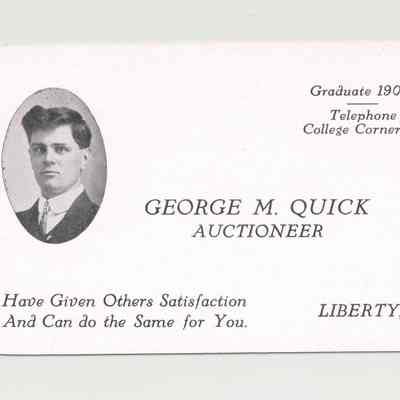 Graduate 190
Telephone
College Corner
GEORGE M. QUICK
AUCTIONEER
Have Given Others Satisfaction
And Can do the Same for You.
LIBERTY,